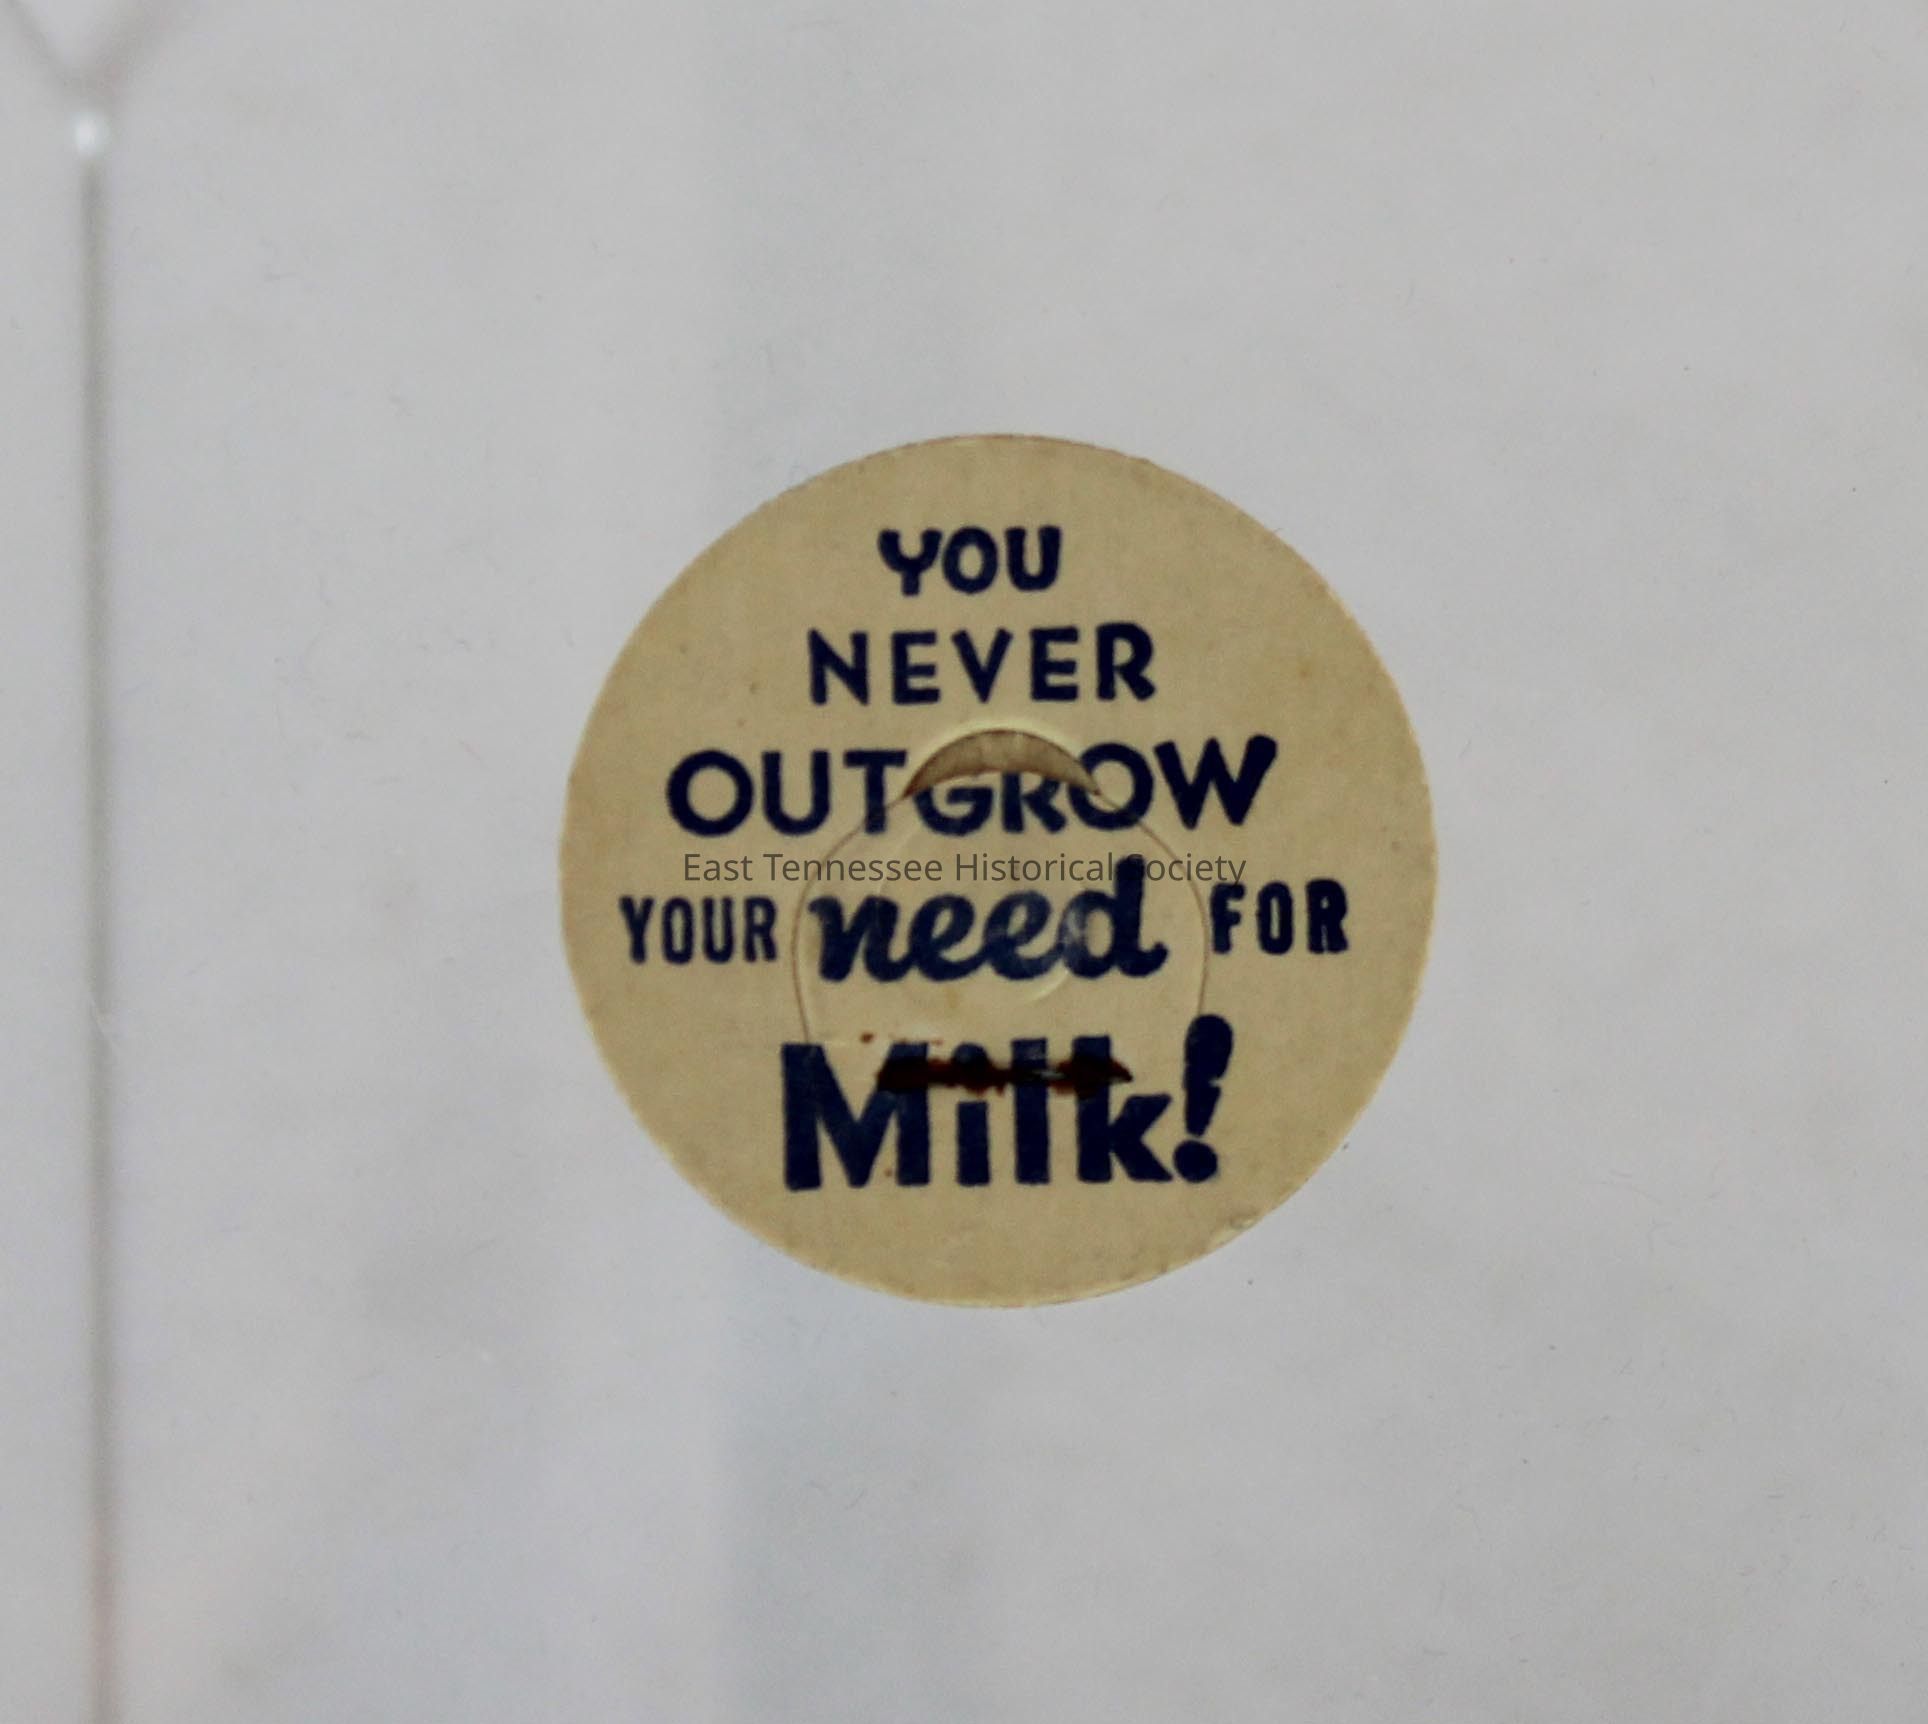 YOU
NEVER
OUTGROW
East Tennessee Historical Society
YOUR need FOR
Milk!